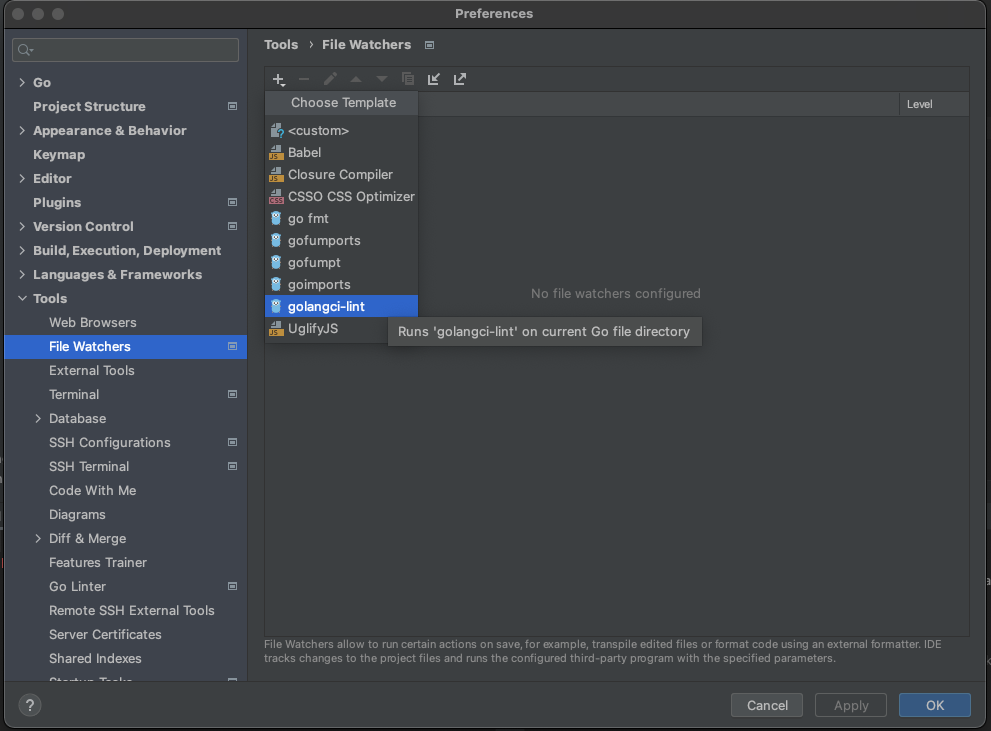 Preferences
Go
Project Structure
Appearance & Behavior
Keymap
Editor
Plugins
Version Control
Build, Execution, Deployment
Languages & Frameworks
Tools
Web Browsers
File Watchers
External Tools
Terminal
Database
SSH Configurations
SSH Terminal
Code With Me
Diagrams
Diff & Merge
Features Trainer
Go Linter
Remote SSH External Tools
Server Certificates
Shared Indexes
Startup Tasks
Tools › File Watchers
Level
Choose Template
<custom>
Babel
Closure Compiler
CSSO CSS Optimizer
go fmt
gofumports
gofumpt
goimports
golangci-lint
UglifyJS
No file watchers configured
Runs 'golangci-lint' on current Go file directory
File Watchers allow to run certain actions on save, for example, transpile edited files or format code using an external formatter. IDE
tracks changes to the project files and runs the configured third-party program with the specified parameters.
?
Cancel
Apply
OK